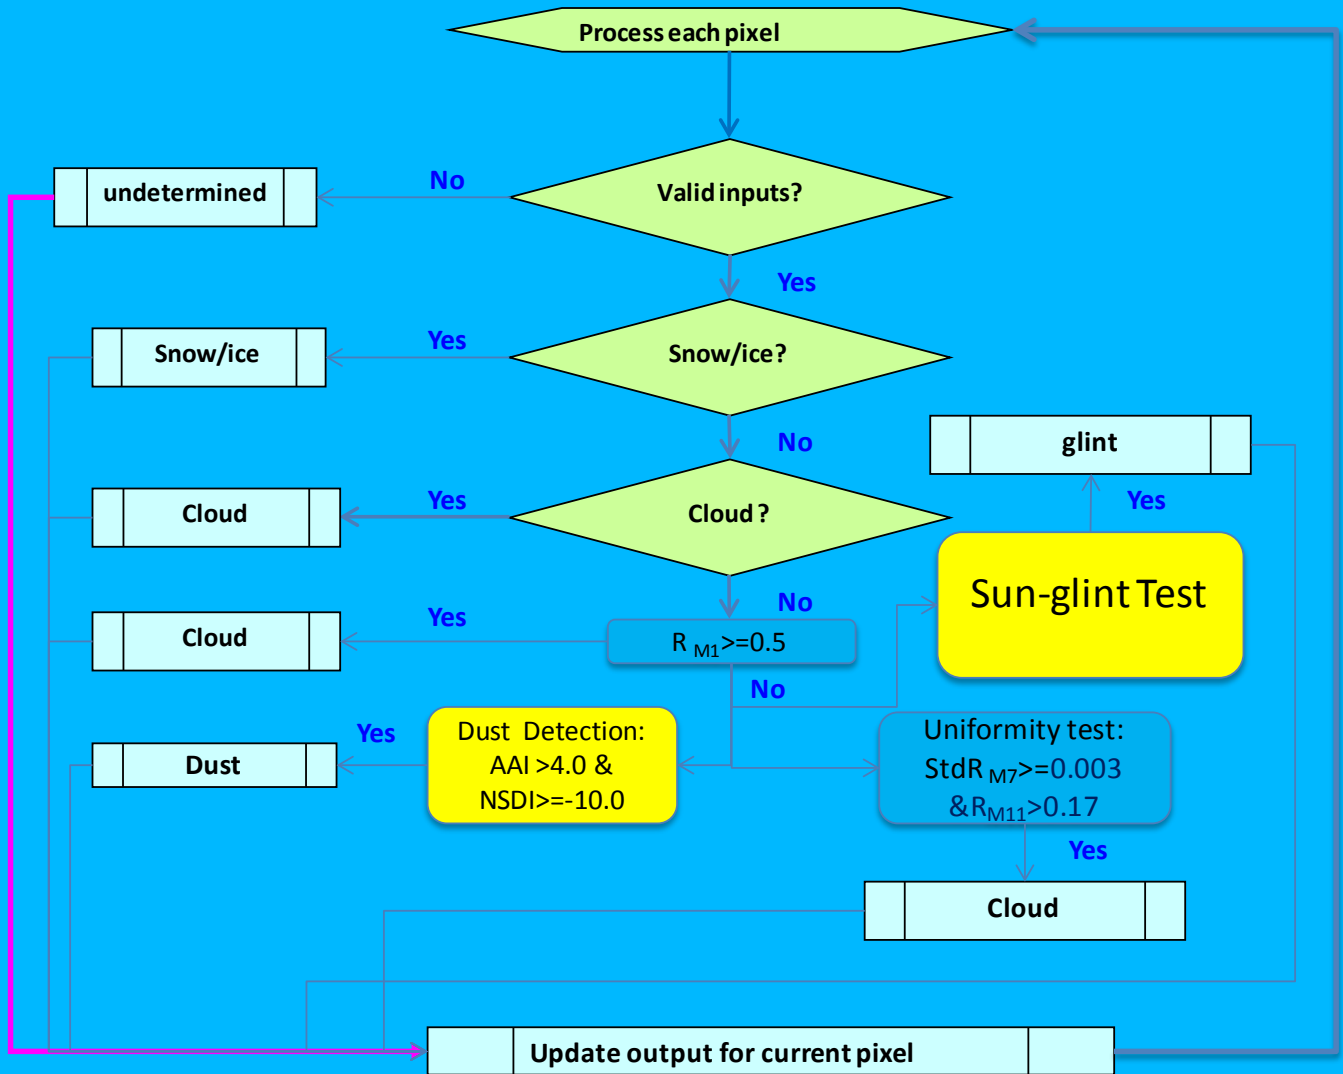 Process each pixel
Valid inputs?
No
undetermined
Yes
Snow/ice?
Yes
Snow/ice
No
glint
Yes
Cloud ?
Yes
Cloud
Sun-glint Test
No
R M1>=0.5
Yes
Cloud
No
Dust Detection:
AAI >4.0 &
NSDI>=-10.0
Yes
Dust
Uniformity test:
StdR M7>=0.003
&RM11>0.17
Yes
Cloud
Update output for current pixel